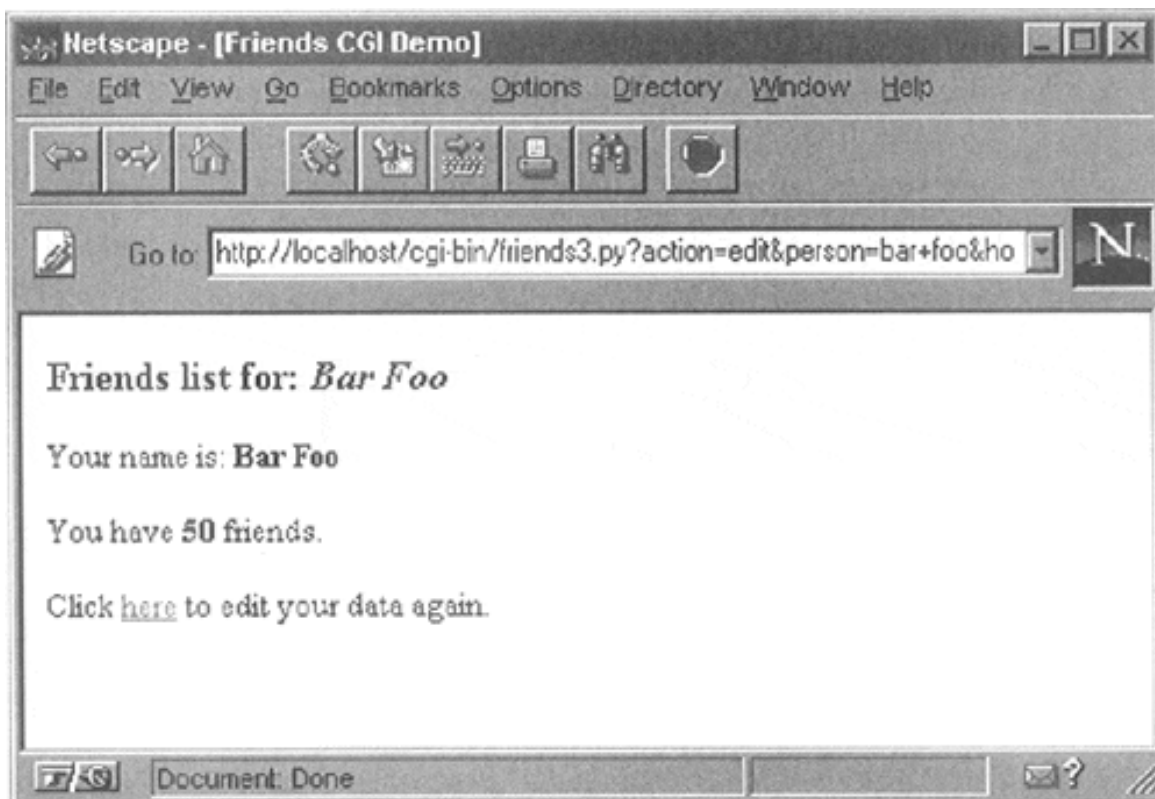 Netscape - [Friends CGI Demo]
File Edit View Go Bookmarks Options Directory Window Help
Go to: http://localhost/cgi-bin/friends3.py?action=edit&person=bar+foo&ho
N
Friends list for: Bar Foo
Your name is: Bar Foo
You have 50 friends.
Click here to edit your data again.
Document: Done